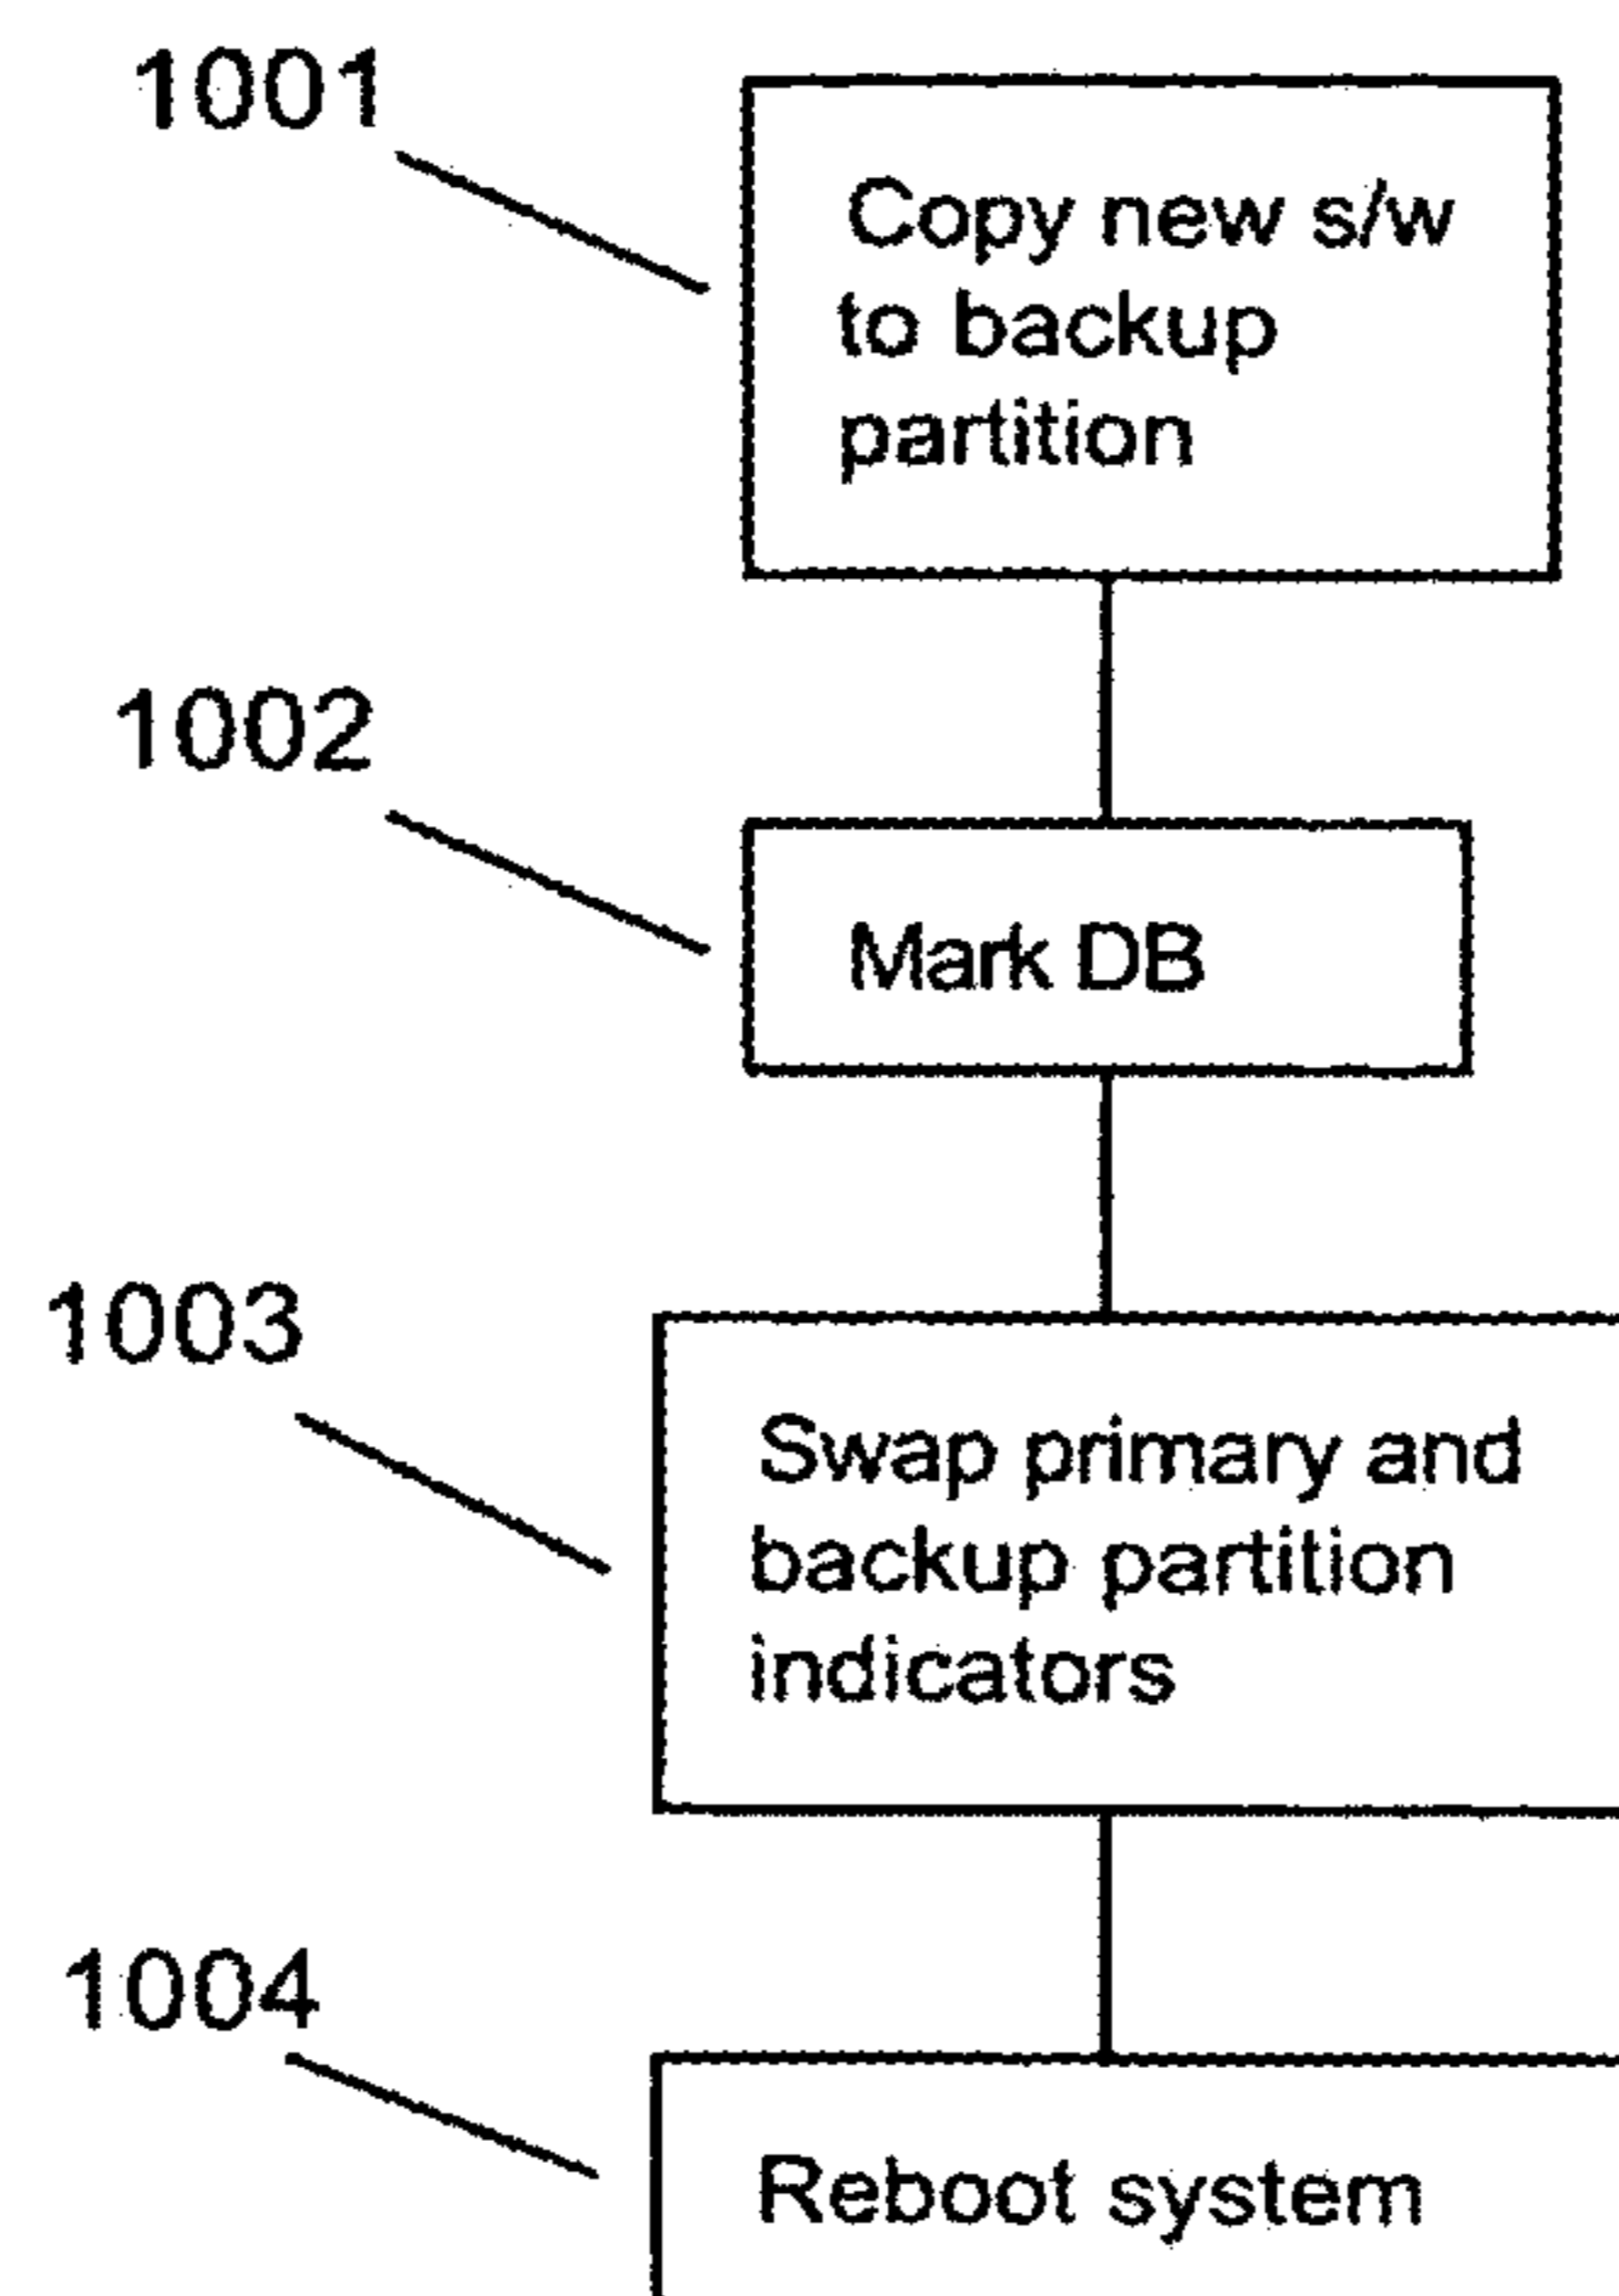 1001
Copy new s/w
to backup
partition
1002
Mark DB
1003
Swap primary and
backup partition
indicators
1004
Reboot system